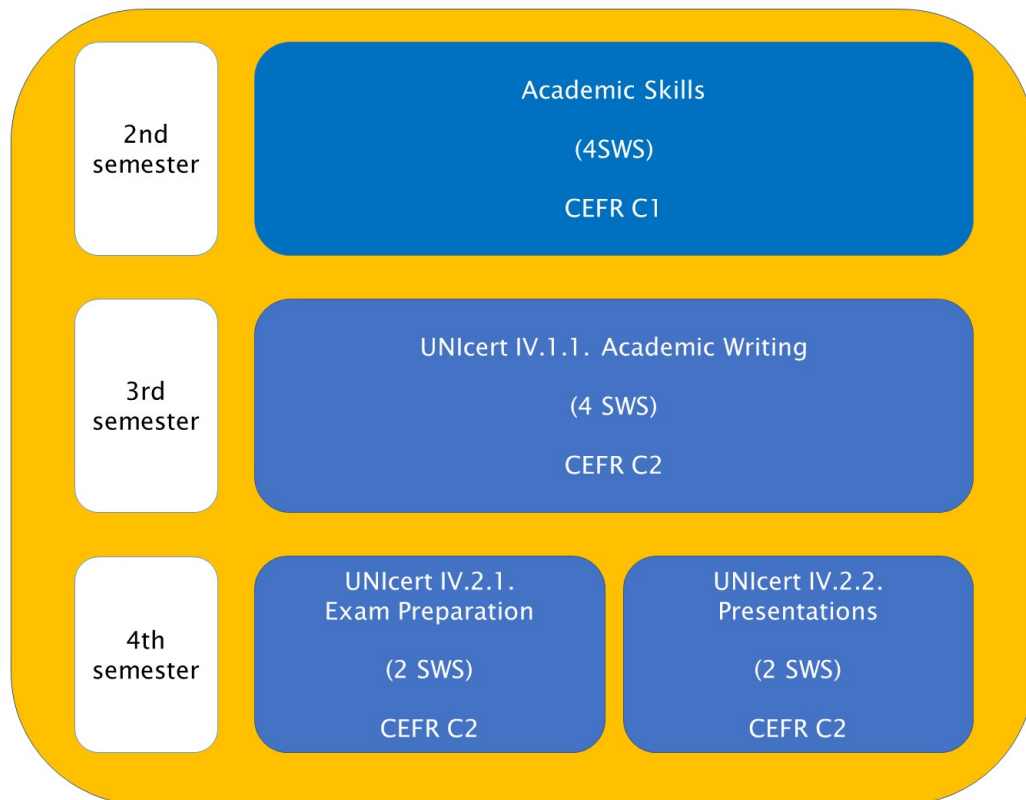 2nd
semester
Academic Skills
(4SWS)
CEFR C1
3rd
semester
UNIcert IV.1.1. Academic Writing
(4 SWS)
CEFR C2
4th
semester
UNIcert IV.2.1.
Exam Preparation
(2 SWS)
CEFR C2
UNIcert IV.2.2.
Presentations
(2 SWS)
CEFR C2